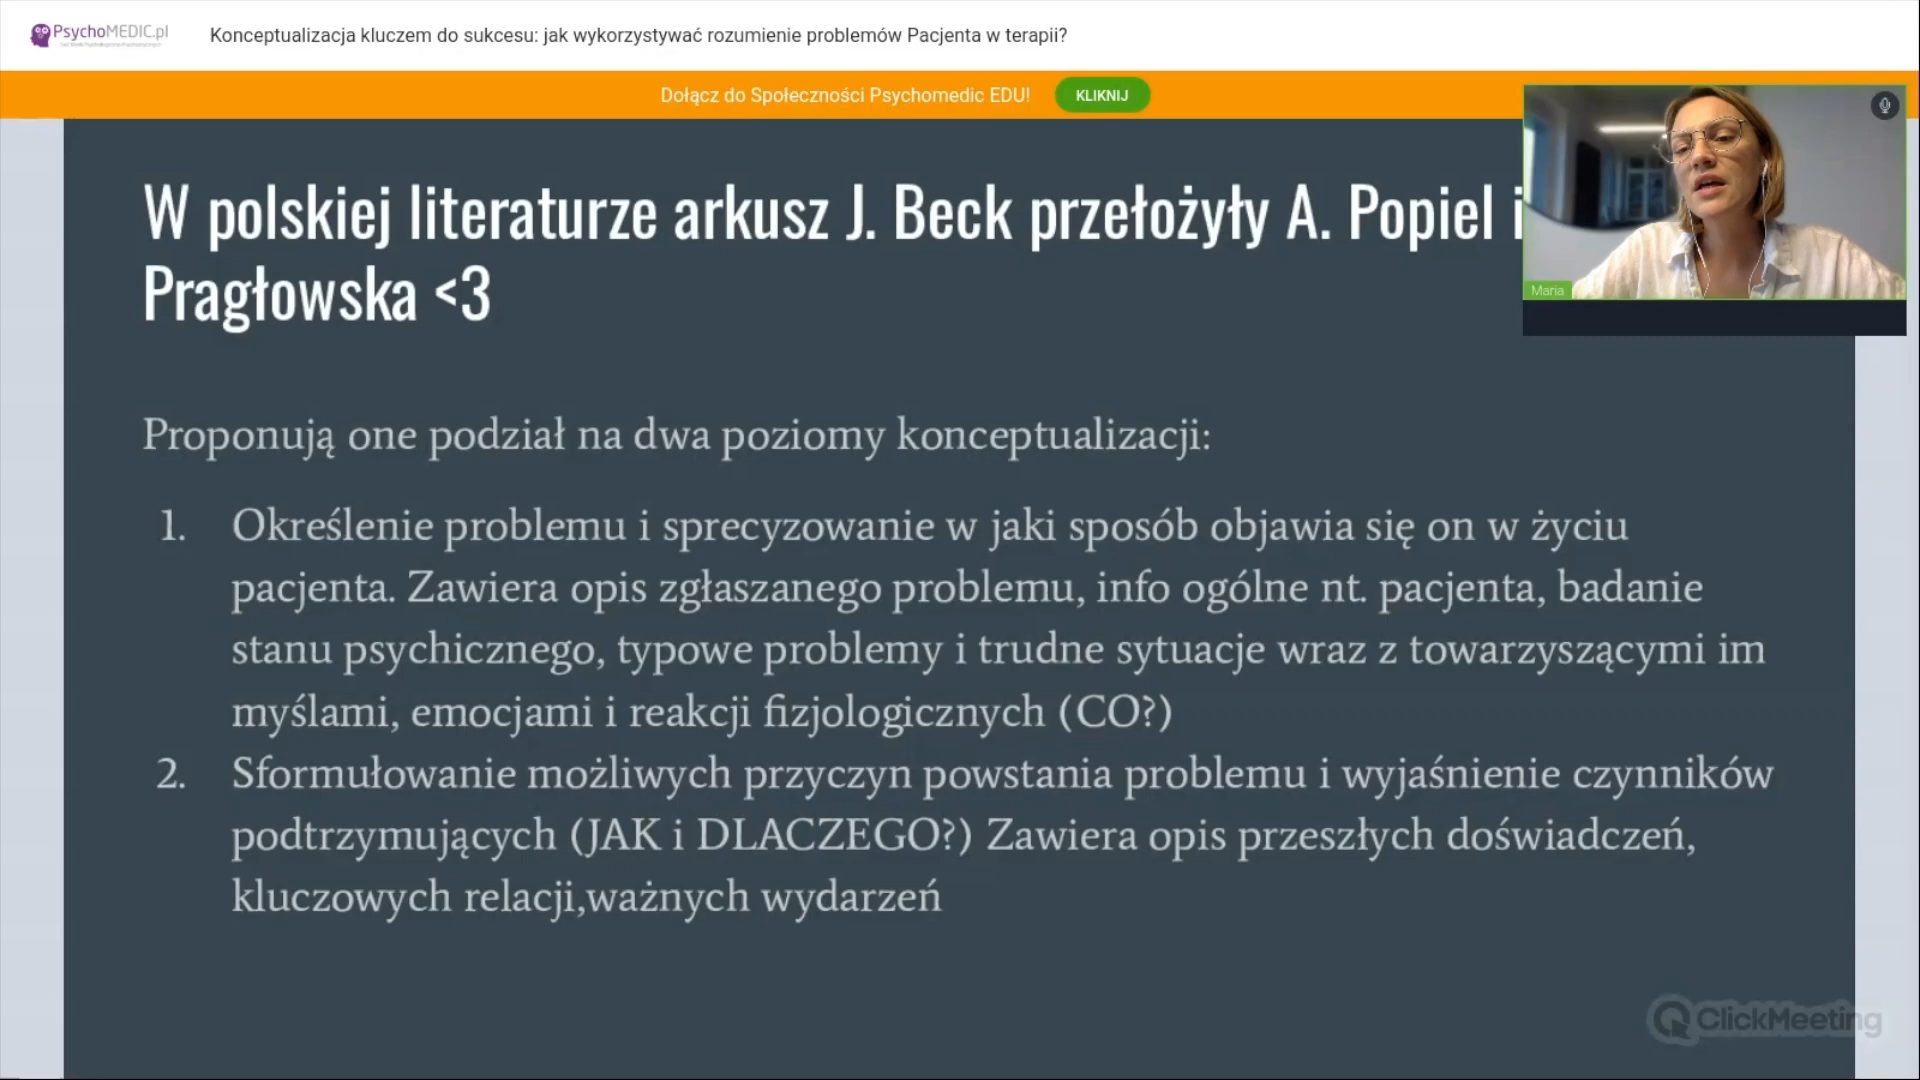 PsychoMEDIC.pl
Konceptualizacja kluczem do sukcesu: jak wykorzystywać rozumienie problemów Pacjenta w terapii?
Dołącz do Społeczności Psychomedic EDU!
KLIKNIJ
W polskiej literaturze arkusz J. Beck przełożyły A. Popiel i
Pragłowska <3
Maria
Proponują one podział na dwa poziomy konceptualizacji:
1. Określenie problemu i sprecyzowanie w jaki sposób objawia się on w życiu
pacjenta. Zawiera opis zgłaszanego problemu, info ogólne nt. pacjenta, badanie
stanu psychicznego, typowe problemy i trudne sytuacje wraz z towarzyszącymi im
myślami, emocjami i reakcji fizjologicznych (CO?)
2. Sformułowanie możliwych przyczyn powstania problemu i wyjaśnienie czynników
podtrzymujących (JAK i DLACZEGO?) Zawiera opis przeszłych doświadczeń,
kluczowych relacji,ważnych wydarzeń
ClickMeeting